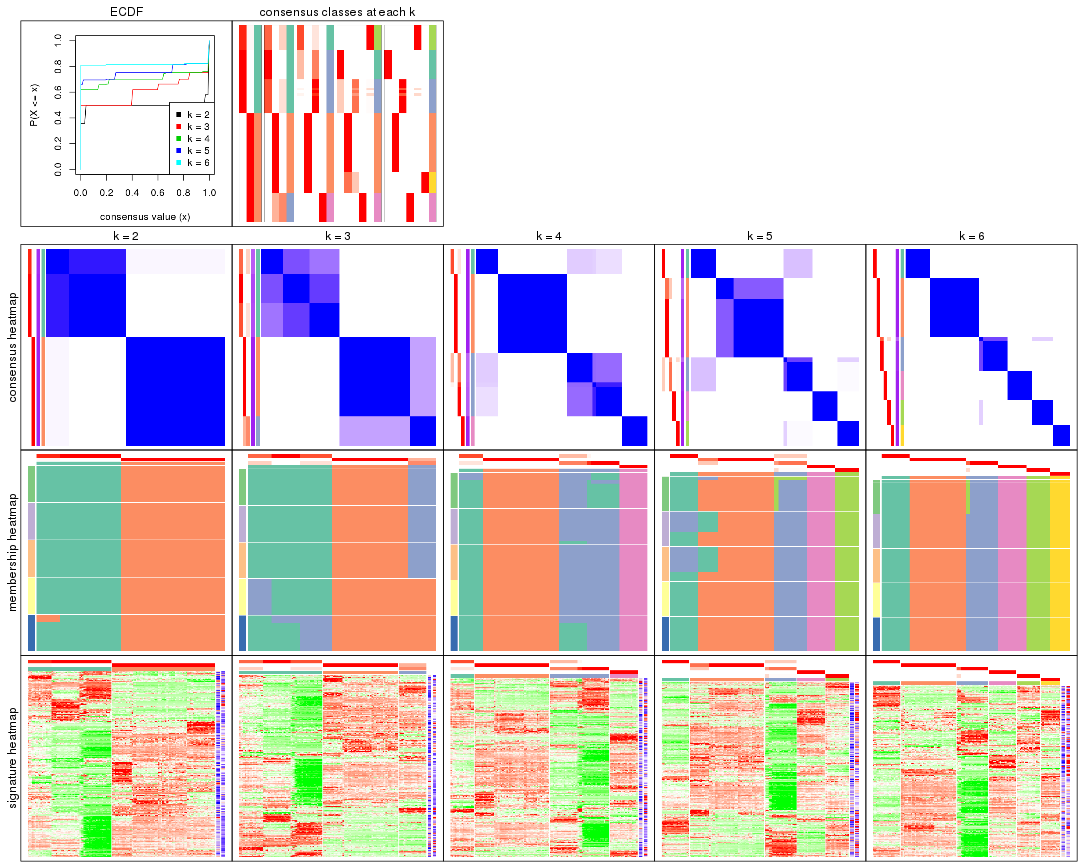 ECDF
consensus classes at each k
P(X <= x)
0.0 0.2 0.4 0.6 0.8 1.0
k = 2
k = 3
k = 4
k = 5
k = 6
0.0 0.2 0.4 0.6 0.8 1.0
consensus value (x)
k = 2
k = 3
k = 4
k = 5
k = 6
consensus heatmap
membership heatmap
signature heatmap